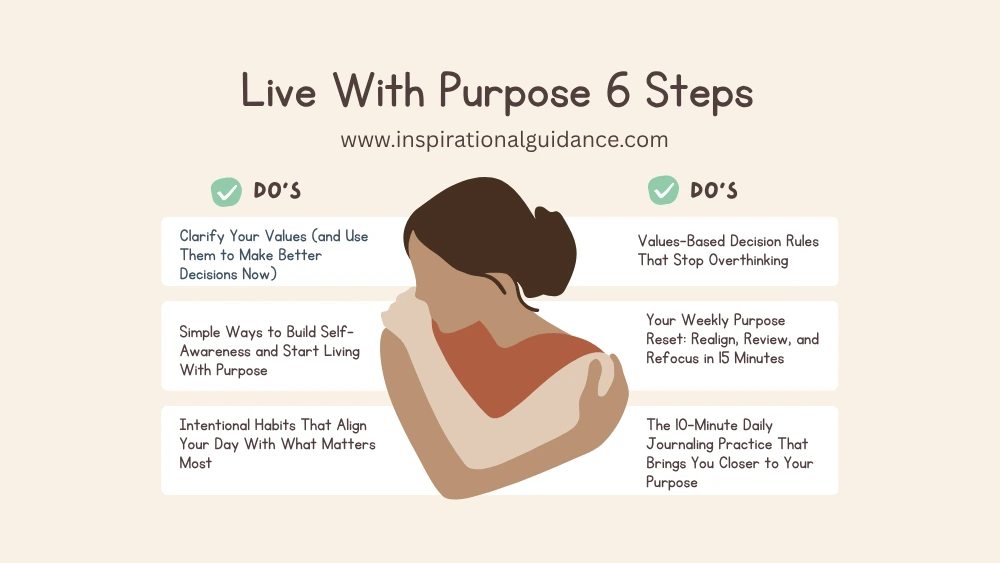 Live With Purpose 6 Steps
www.inspirationalguidance.com
DO'S
Clarify Your Values (and Use
Them to Make Better
Decisions Now)
Simple Ways to Build Self-
Awareness and Start Living
With Purpose
Intentional Habits That Align
Your Day With What Matters
Most
DO'S
Values-Based Decision Rules
That Stop Overthinking
Your Weekly Purpose
Reset: Realign, Review, and
Refocus in 15 Minutes
The 10-Minute Daily
Journaling Practice That
Brings You Closer to Your
Purpose